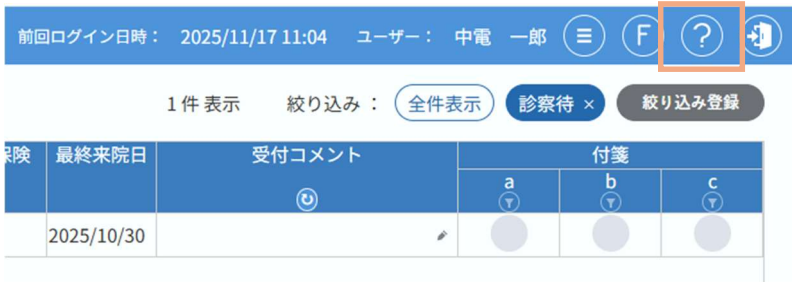 前回ログイン日時： 2025/11/17 11:04 ユーザー： 中電 一郎 F ?
1件 表示 絞り込み： 全件表示 診察待 × 絞り込み登録
険 最終来院日 受付コメント 付箋
a b c
2025/10/30